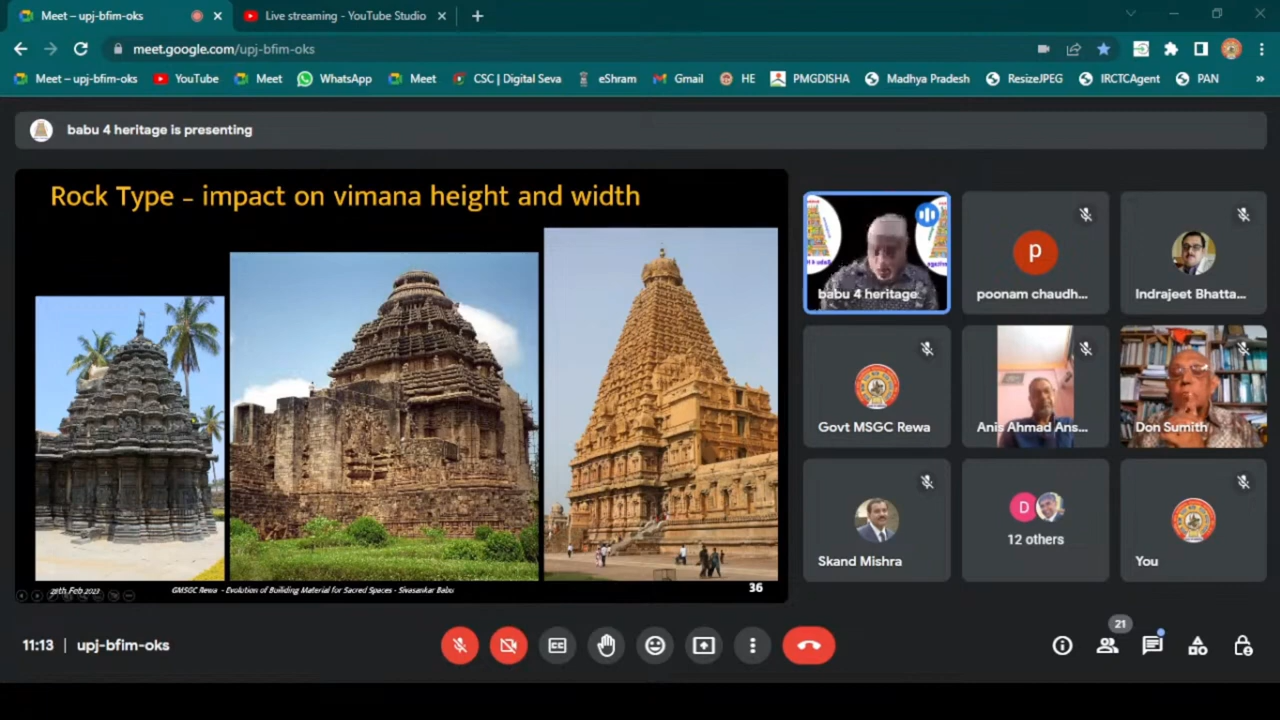 Meet – upj-bfim-oks
Live streaming - YouTube Studio
meet.google.com/upj-bfim-oks
Meet – upj-bfim-oks
YouTube
Meet
WhatsApp
Meet
CSC | Digital Seva
eShram
Gmail
HE
PMGDISHA
Madhya Pradesh
ResizeJPEG
IRCTCAgent
PAN
babu 4 heritage is presenting
Rock Type – impact on vimana height and width
28th Feb 2023
GMSGC Rewa - Evolution of Builiding Material for Sacred Spaces - Sivasankar Babu
36
babu 4 heritage
p
poonam chaudh...
Indrajeet Bhatta...
Govt MSGC Rewa
Anis Ahmad Ans...
Don Sumith
Skand Mishra
D
12 others
You
11:13 | upj-bfim-oks
21